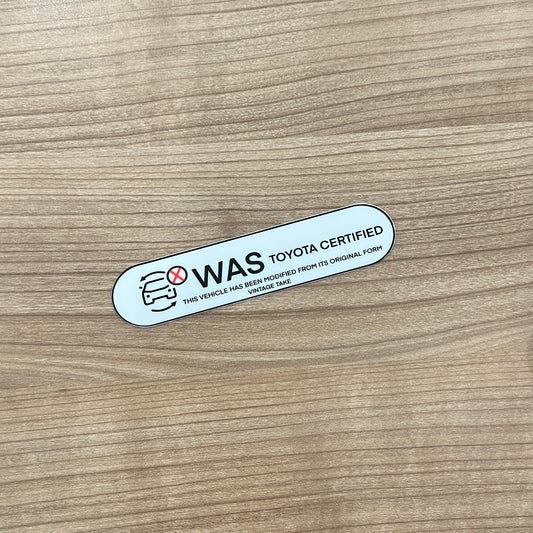 WAS TOYOTA CERTIFIED
THIS VEHICLE HAS BEEN MODIFIED FROM ITS ORIGINAL FORM
VINTAGE TAKE